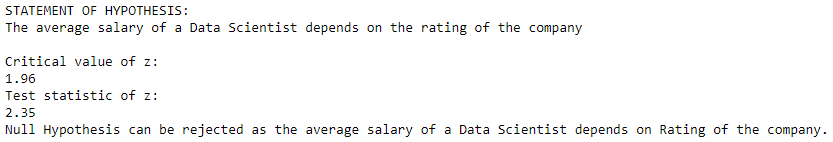 STATEMENT OF HYPOTHESIS:
The average salary of a Data Scientist depends on the rating of the company
Critical value of z:
1.96
Test statistic of z:
2.35
Null Hypothesis can be rejected as the average salary of a Data Scientist depends on Rating of the company.